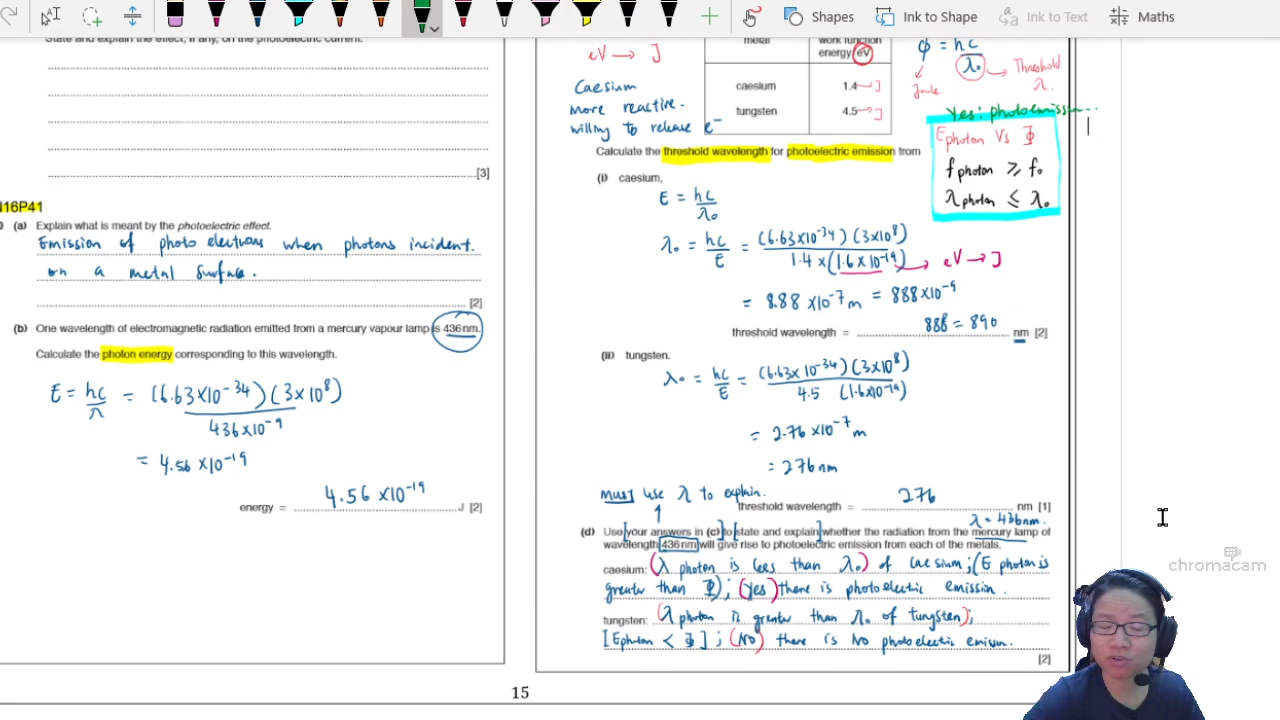 Shapes
Ink to Shape
Ink to Text
Maths
State and explain the effect, if any, on the photoelectric current.
[3]
N16P41
(a) Explain what is meant by the photoelectric effect.
Emission of photoelectrons when photons incident
on a metal surface.
[2]
(b) One wavelength of electromagnetic radiation emitted from a mercury vapour lamp is 436 nm.
Calculate the photon energy corresponding to this wavelength.
E = hc/λ = (6.63×10⁻³⁴)(3×10⁸)
436×10⁻⁹
= 4.56×10⁻¹⁹
energy = 4.56×10⁻¹⁹ J [2]
eV → J
metal work function
energy / eV
Caesium
more reactive.
willing to release e⁻
caesium 1.4 → J
tungsten 4.5 → J
Φ = hc/λ₀ → Threshold
λ.
Joule
Yes: photoemission...
Ephoton Vs Φ
fphoton ⩾ f₀
λphoton ≤ λ₀
Calculate the threshold wavelength for photoelectric emission from
(i) caesium,
E = hc/λ₀
λ₀ = hc/E = (6.63×10⁻³⁴)(3×10⁸)
1.4×(1.6×10⁻¹⁹) → eV → J
= 8.88×10⁻⁷m = 888×10⁻⁹
threshold wavelength = 888 = 890 nm [2]
(ii) tungsten.
λ₀ = hc/E = (6.63×10⁻³⁴)(3×10⁸)
4.5 (1.6×10⁻¹⁹)
= 2.76×10⁻⁷m
= 276nm
must use λ to explain.
threshold wavelength = 276 nm [1]
λ = 436nm.
(d) Use your answers in (c) to state and explain whether the radiation from the mercury lamp of
wavelength 436 nm will give rise to photoelectric emission from each of the metals.
caesium: (λ photon is less than λ₀) of Caesium; (E photon is
greater than Φ); (yes) there is photoelectric emission.
tungsten: (λ photon is greater than λ₀ of tungsten);
[Ephoton < Φ]; (No) there is No photoelectric emission.
[2]
15
chromacam